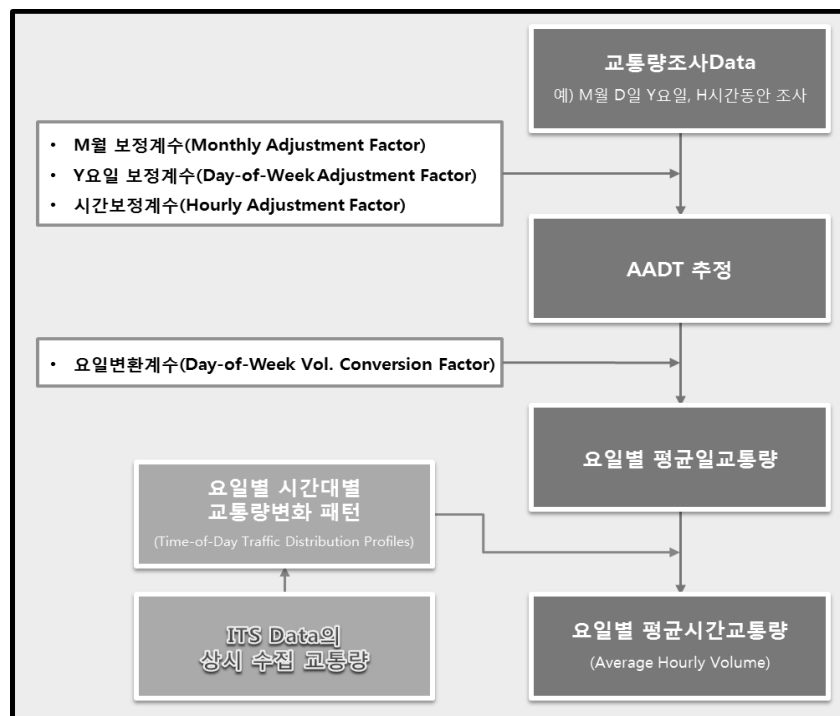 교통량조사Data
예) M월 D일 Y요일, H시간동안 조사
• M월 보정계수(Monthly Adjustment Factor)
• Y요일 보정계수(Day-of-Week Adjustment Factor)
• 시간보정계수(Hourly Adjustment Factor)
AADT 추정
• 요일변환계수(Day-of-Week Vol. Conversion Factor)
요일별 평균일교통량
요일별 시간대별
교통량변화 패턴
(Time-of-Day Traffic Distribution Profiles)
ITS Data의
상시 수집 교통량
요일별 평균시간교통량
(Average Hourly Volume)